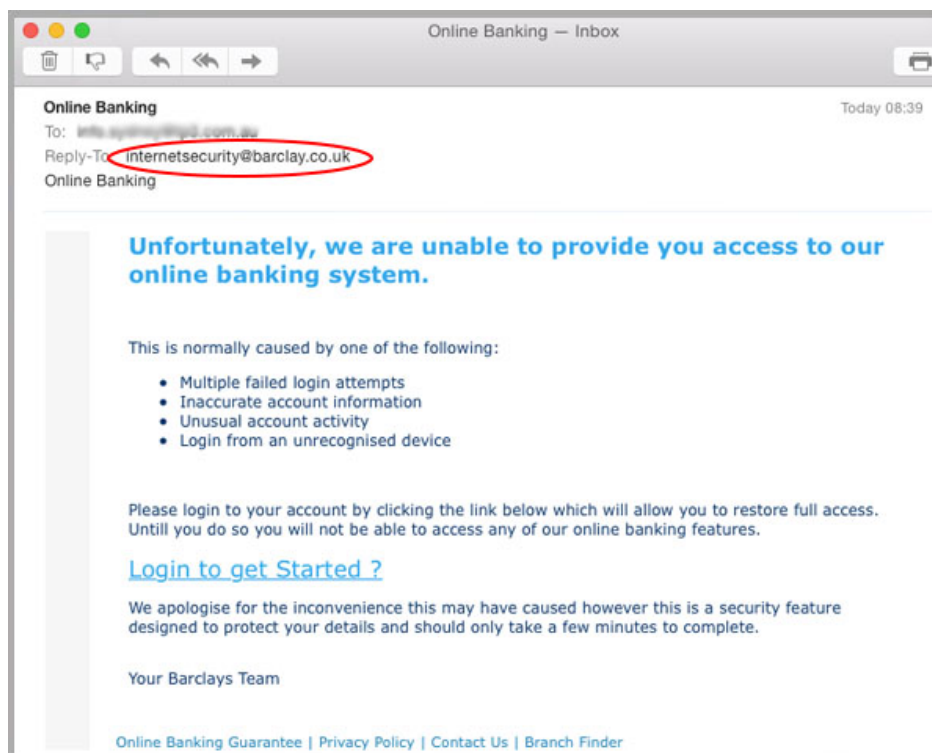 Online Banking — Inbox
Online Banking
Today 08:39
To:
Reply-To: internetsecurity@barclay.co.uk
Online Banking
Unfortunately, we are unable to provide you access to our
online banking system.
This is normally caused by one of the following:
• Multiple failed login attempts
• Inaccurate account information
• Unusual account activity
• Login from an unrecognised device
Please login to your account by clicking the link below which will allow you to restore full access.
Untill you do so you will not be able to access any of our online banking features.
Login to get Started ?
We apologise for the inconvenience this may have caused however this is a security feature
designed to protect your details and should only take a few minutes to complete.
Your Barclays Team
Online Banking Guarantee | Privacy Policy | Contact Us | Branch Finder